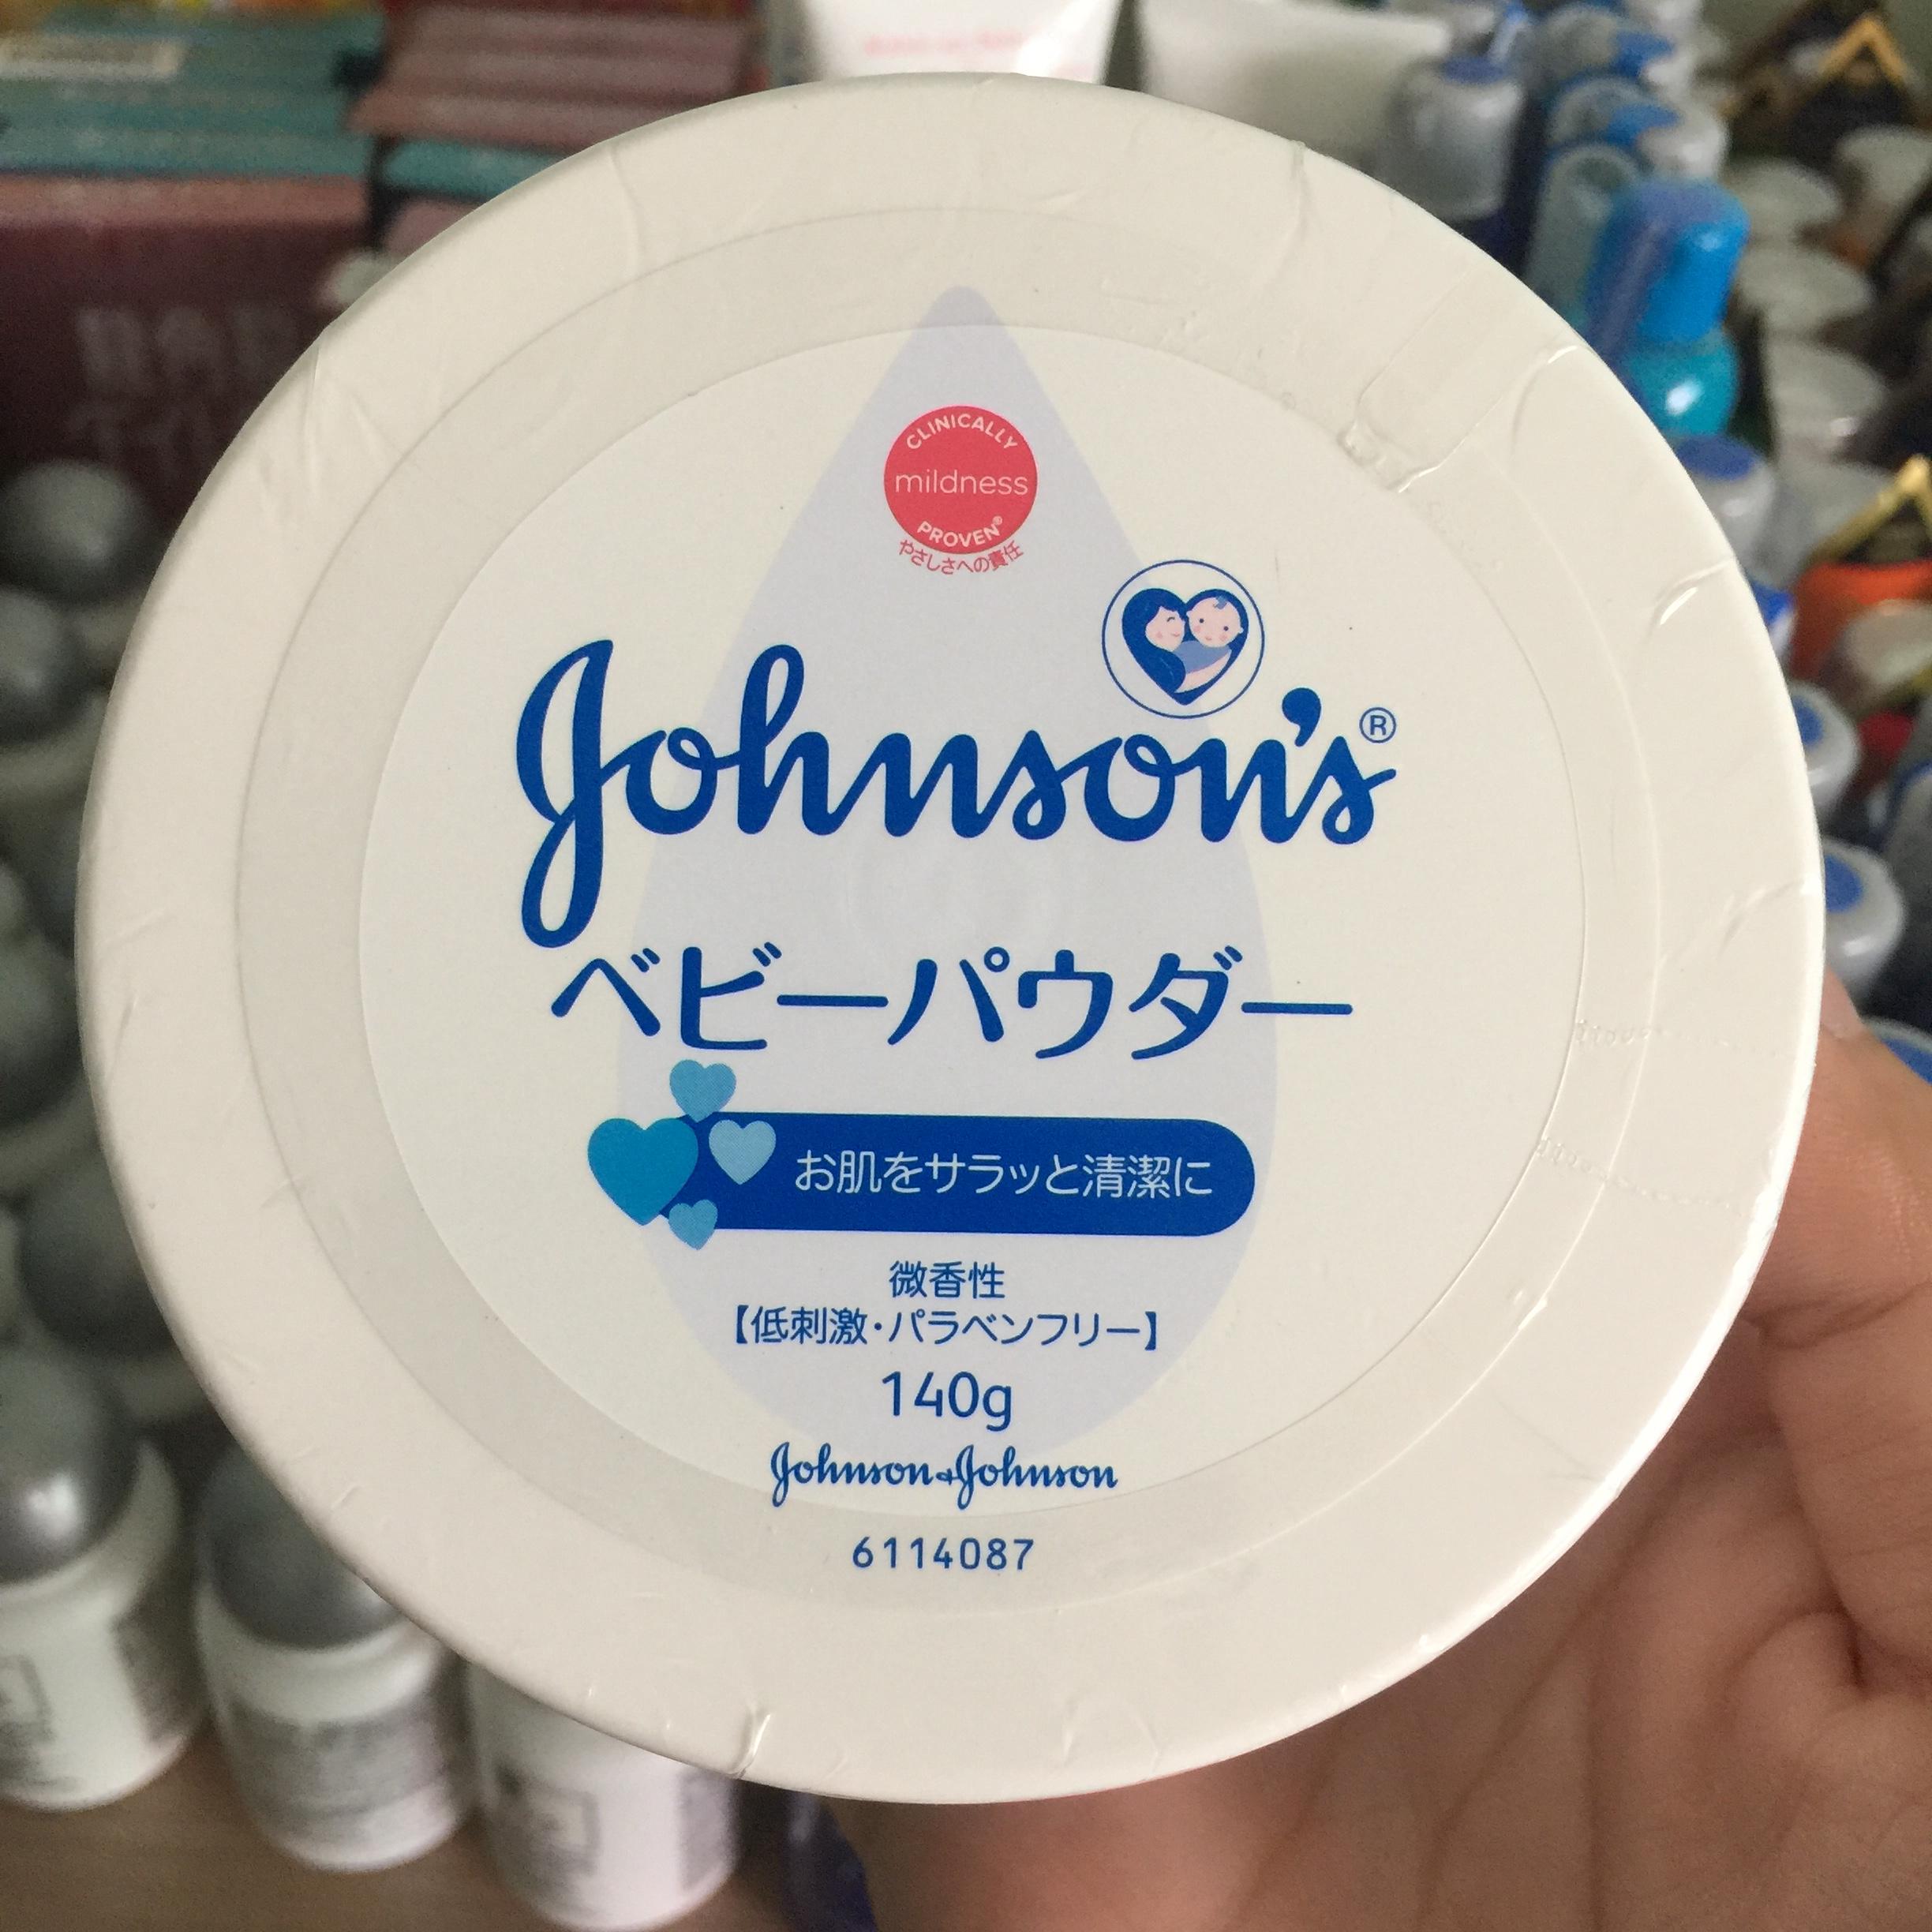 CLINICALLY
mildness
PROVEN®
やさしさへの責任
Johnson's®
ベビーパウダー
お肌をサラッと清潔に
微香性
【低刺激・パラベンフリー】
140g
Johnson & Johnson
6114087